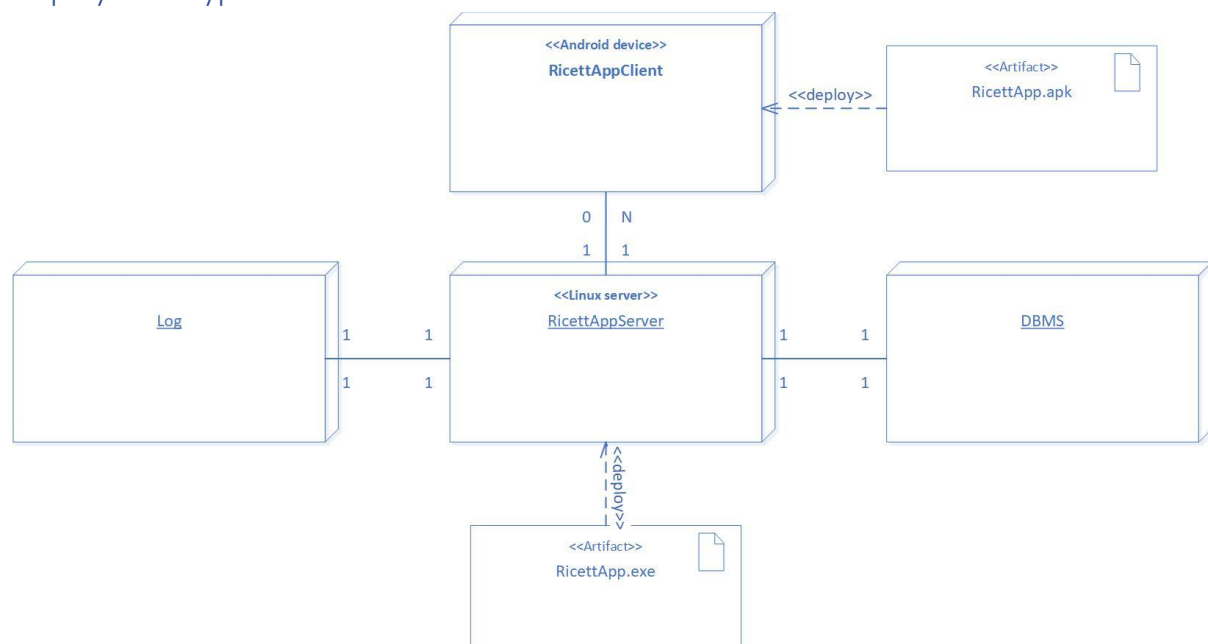 <<Android device>>
RicettAppClient
<<Artifact>>
RicettApp.apk
<<deploy>>
0 N
1 1
Log
<<Linux server>>
RicettAppServer
DBMS
1 1
1 1
1 1
1 1
<<deploy>>
<<Artifact>>
RicettApp.exe